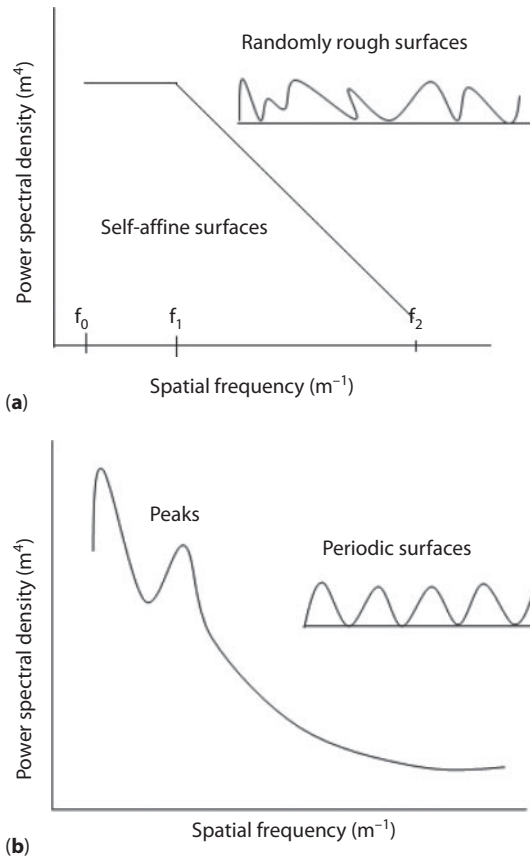 Randomly rough surfaces
Power spectral density (m⁴)
Self-affine surfaces
f₀
f₁
f₂
Spatial frequency (m⁻¹)
(a)
Peaks
Periodic surfaces
Power spectral density (m⁴)
Spatial frequency (m⁻¹)
(b)